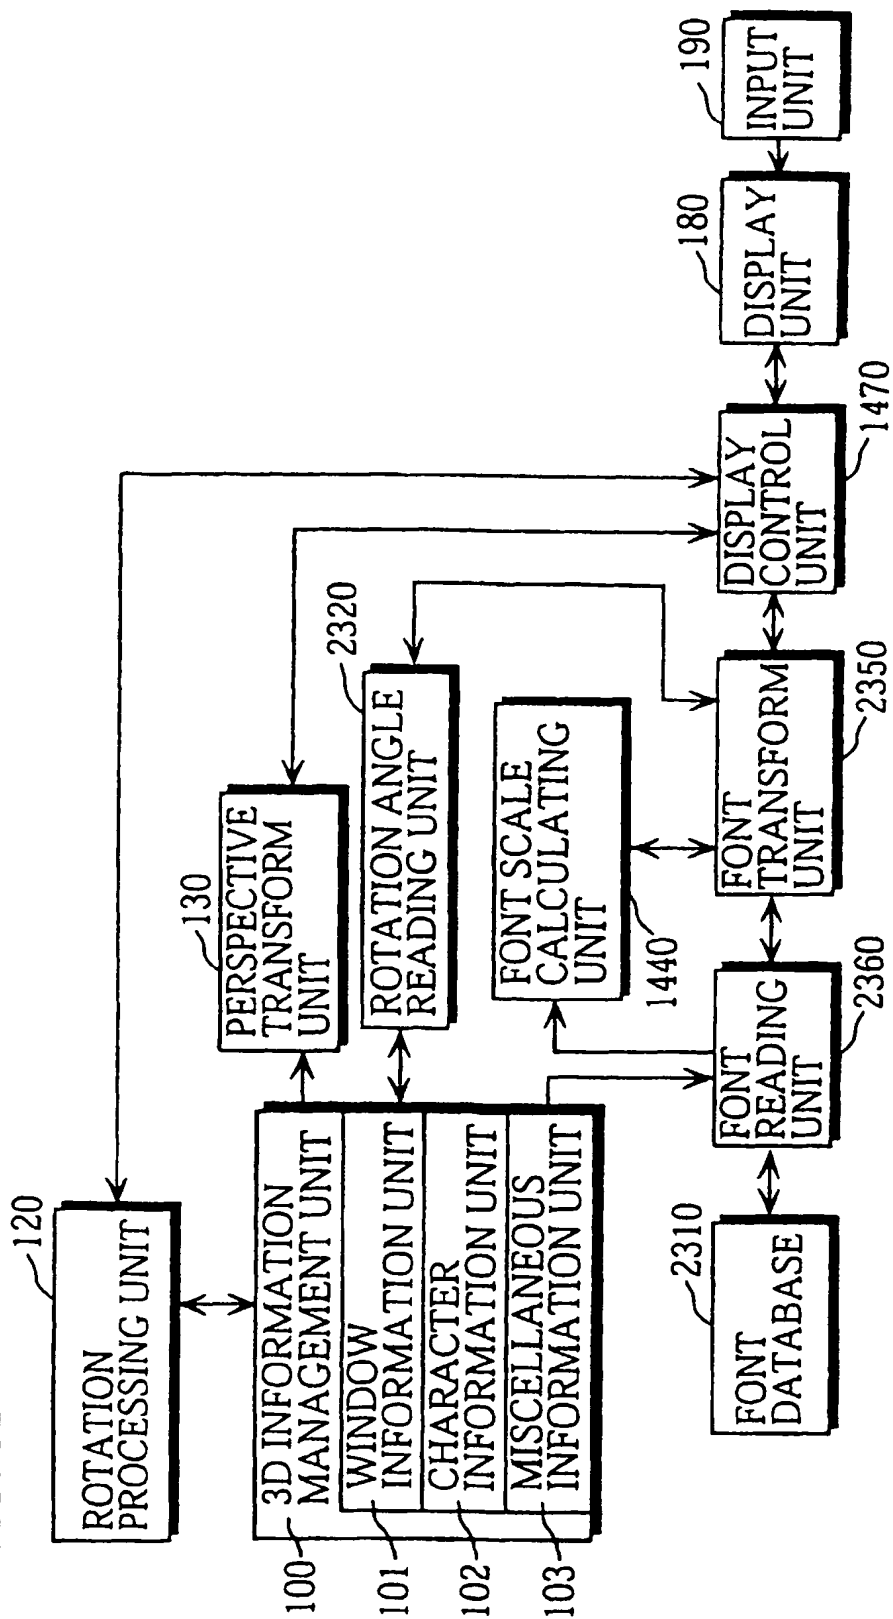 120
ROTATION
PROCESSING UNIT
100
3D INFORMATION
MANAGEMENT UNIT
101
WINDOW
INFORMATION UNIT
102
CHARACTER
INFORMATION UNIT
103
MISCELLANEOUS
INFORMATION UNIT
130
PERSPECTIVE
TRANSFORM
UNIT
2320
ROTATION ANGLE
READING UNIT
FONT SCALE
CALCULATING
UNIT
1440
2310
FONT
DATABASE
FONT
READING
UNIT
2360
FONT
TRANSFORM
UNIT
2350
DISPLAY
CONTROL
UNIT
1470
180
DISPLAY
UNIT
190
INPUT
UNIT